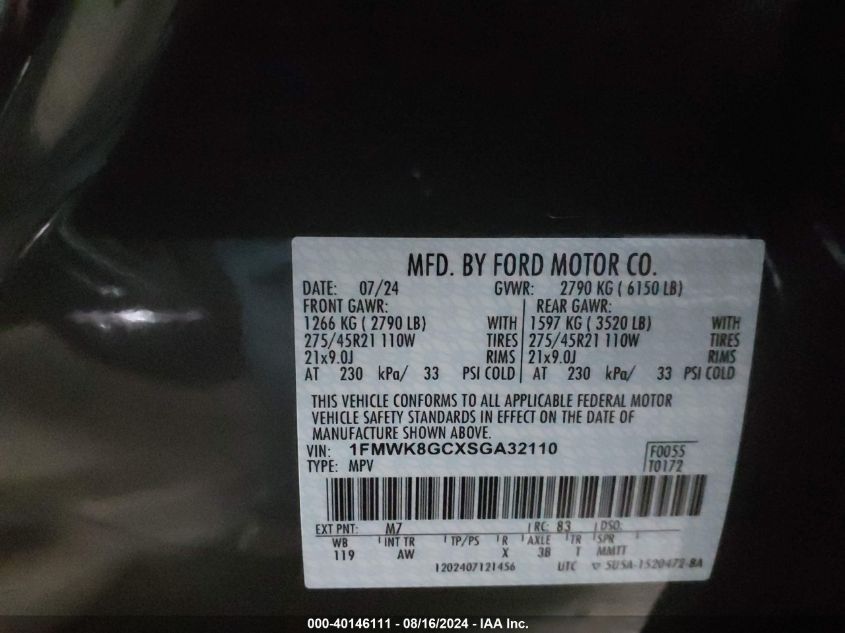 MFD. BY FORD MOTOR CO.
DATE: 07/24 GVWR: 2790 KG ( 6150 LB)
FRONT GAWR: REAR GAWR:
1266 KG ( 2790 LB) WITH 1597 KG ( 3520 LB) WITH
275/45R21 110W TIRES 275/45R21 110W TIRES
21x9.0J RIMS 21x9.0J RIMS
AT 230 kPa/ 33 PSI COLD AT 230 kPa/ 33 PSI COLD
THIS VEHICLE CONFORMS TO ALL APPLICABLE FEDERAL MOTOR
VEHICLE SAFETY STANDARDS IN EFFECT ON THE DATE OF
MANUFACTURE SHOWN ABOVE.
VIN: 1FMWK8GCXSGA32110 F0055
TYPE: MPV T0172
EXT PNT: M7 RC: 83 DSO:
WB INT TR TP/PS R AXLE TR SPR
119 AW X 3B T MMTT
1202407121456 UTC ▽ SU5A-1520472-BA
000-40146111 - 08/16/2024 - IAA Inc.